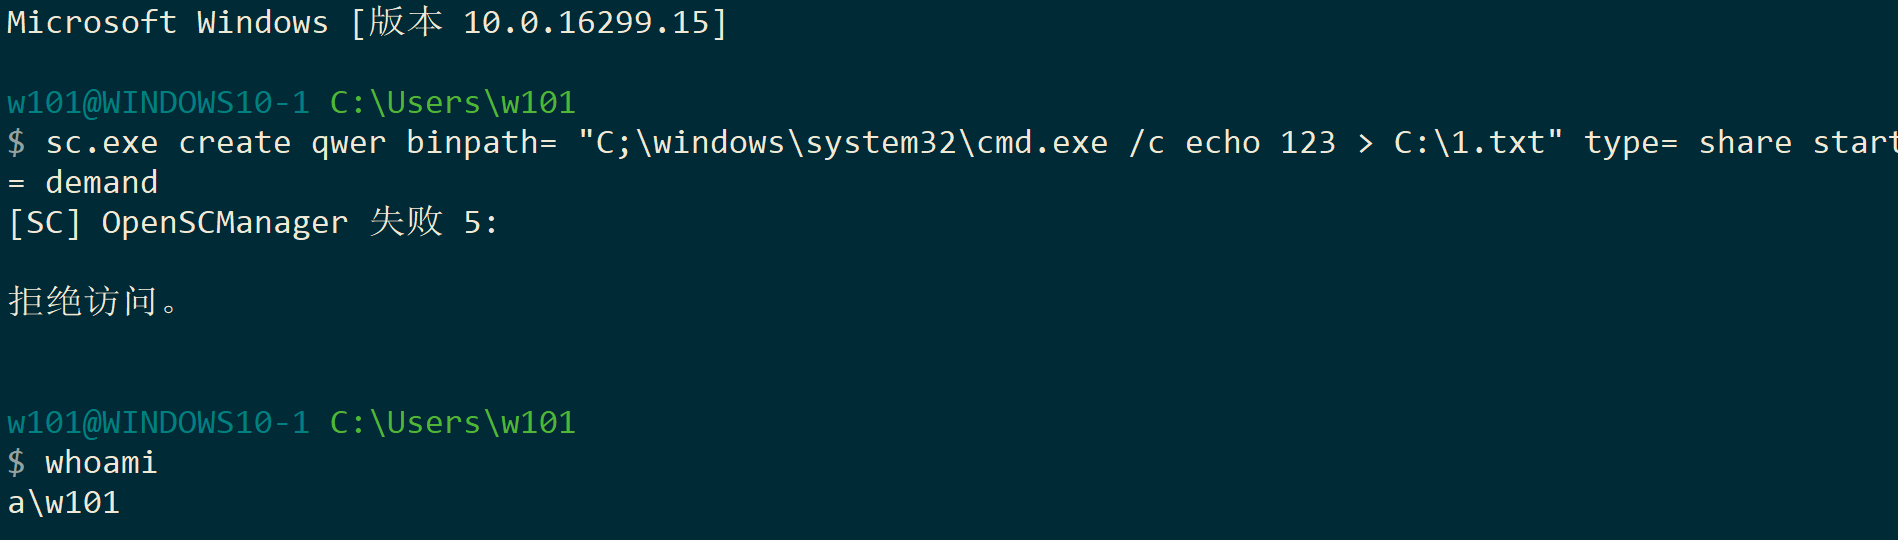 Microsoft Windows [版本 10.0.16299.15]
w101@WINDOWS10-1 C:\Users\w101
$ sc.exe create qwer binpath= "C;\windows\system32\cmd.exe /c echo 123 > C:\1.txt" type= share start
= demand
[SC] OpenSCManager 失败 5:
拒绝访问。
w101@WINDOWS10-1 C:\Users\w101
$ whoami
a\w101